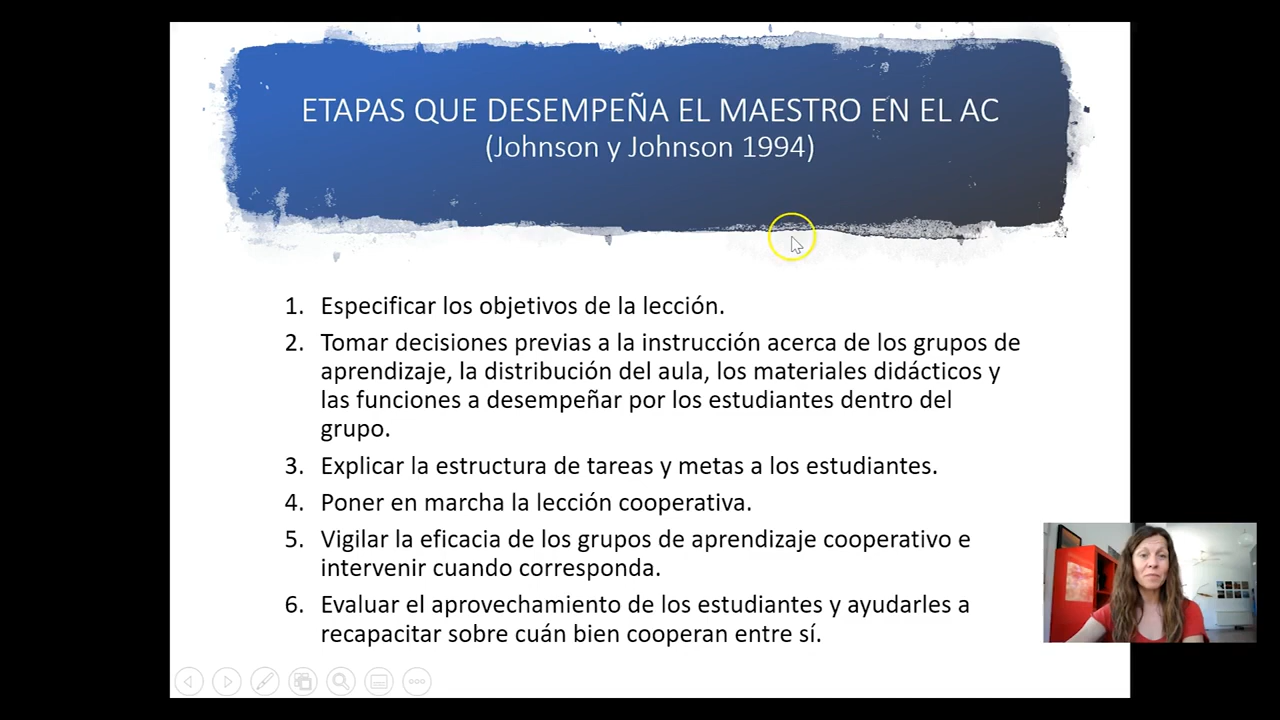 ETAPAS QUE DESEMPEÑA EL MAESTRO EN EL AC
(Johnson y Johnson 1994)
1. Especificar los objetivos de la lección.
2. Tomar decisiones previas a la instrucción acerca de los grupos de
aprendizaje, la distribución del aula, los materiales didácticos y
las funciones a desempeñar por los estudiantes dentro del
grupo.
3. Explicar la estructura de tareas y metas a los estudiantes.
4. Poner en marcha la lección cooperativa.
5. Vigilar la eficacia de los grupos de aprendizaje cooperativo e
intervenir cuando corresponda.
6. Evaluar el aprovechamiento de los estudiantes y ayudarles a
recapacitar sobre cuán bien cooperan entre sí.